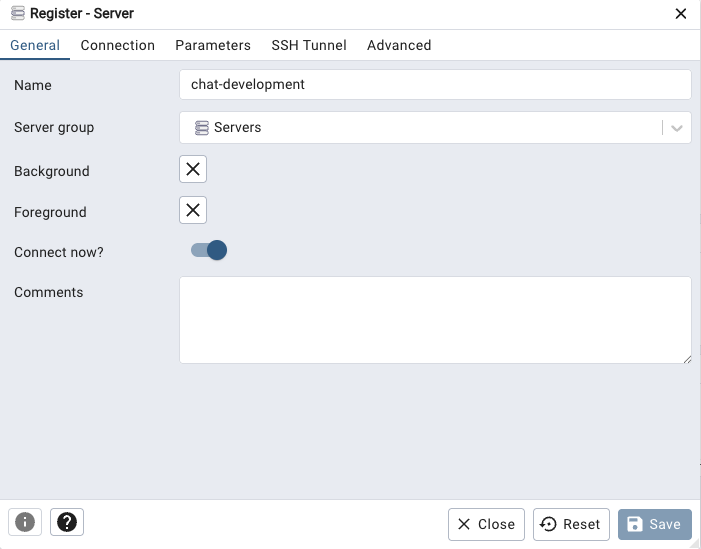 Register - Server
General Connection Parameters SSH Tunnel Advanced
Name chat-development
Server group Servers
Background
Foreground
Connect now?
Comments
Close Reset Save